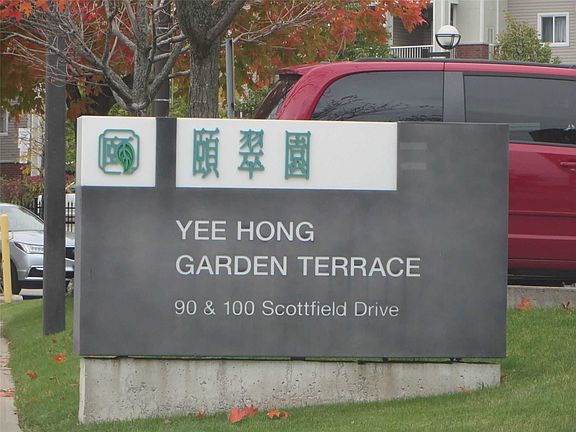 頤翠園
YEE HONG
GARDEN TERRACE
90 & 100 Scottfield Drive